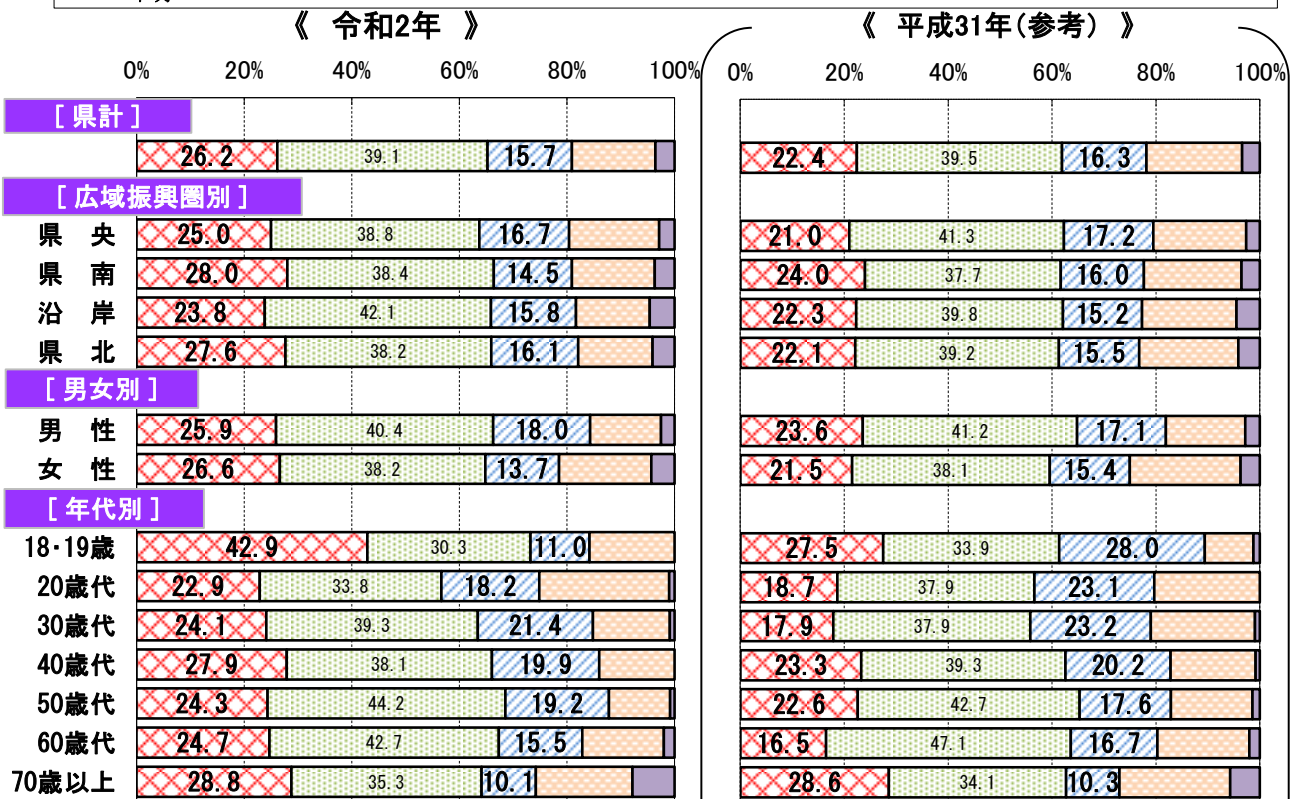 《 令和2年 》 《 平成31年(参考) 》
0% 20% 40% 60% 80% 100% 0% 20% 40% 60% 80% 100%
[ 県計 ]
26.2 39.1 15.7 22.4 39.5 16.3
[ 広域振興圏別 ]
県 央 25.0 38.8 16.7 21.0 41.3 17.2
県 南 28.0 38.4 14.5 24.0 37.7 16.0
沿 岸 23.8 42.1 15.8 22.3 39.8 15.2
県 北 27.6 38.2 16.1 22.1 39.2 15.5
[ 男女別 ]
男 性 25.9 40.4 18.0 23.6 41.2 17.1
女 性 26.6 38.2 13.7 21.5 38.1 15.4
[ 年代別 ]
18・19歳 42.9 30.3 11.0 27.5 33.9 28.0
20歳代 22.9 33.8 18.2 18.7 37.9 23.1
30歳代 24.1 39.3 21.4 17.9 37.9 23.2
40歳代 27.9 38.1 19.9 23.3 39.3 20.2
50歳代 24.3 44.2 19.2 22.6 42.7 17.6
60歳代 24.7 42.7 15.5 16.5 47.1 16.7
70歳以上 28.8 35.3 10.1 28.6 34.1 10.3